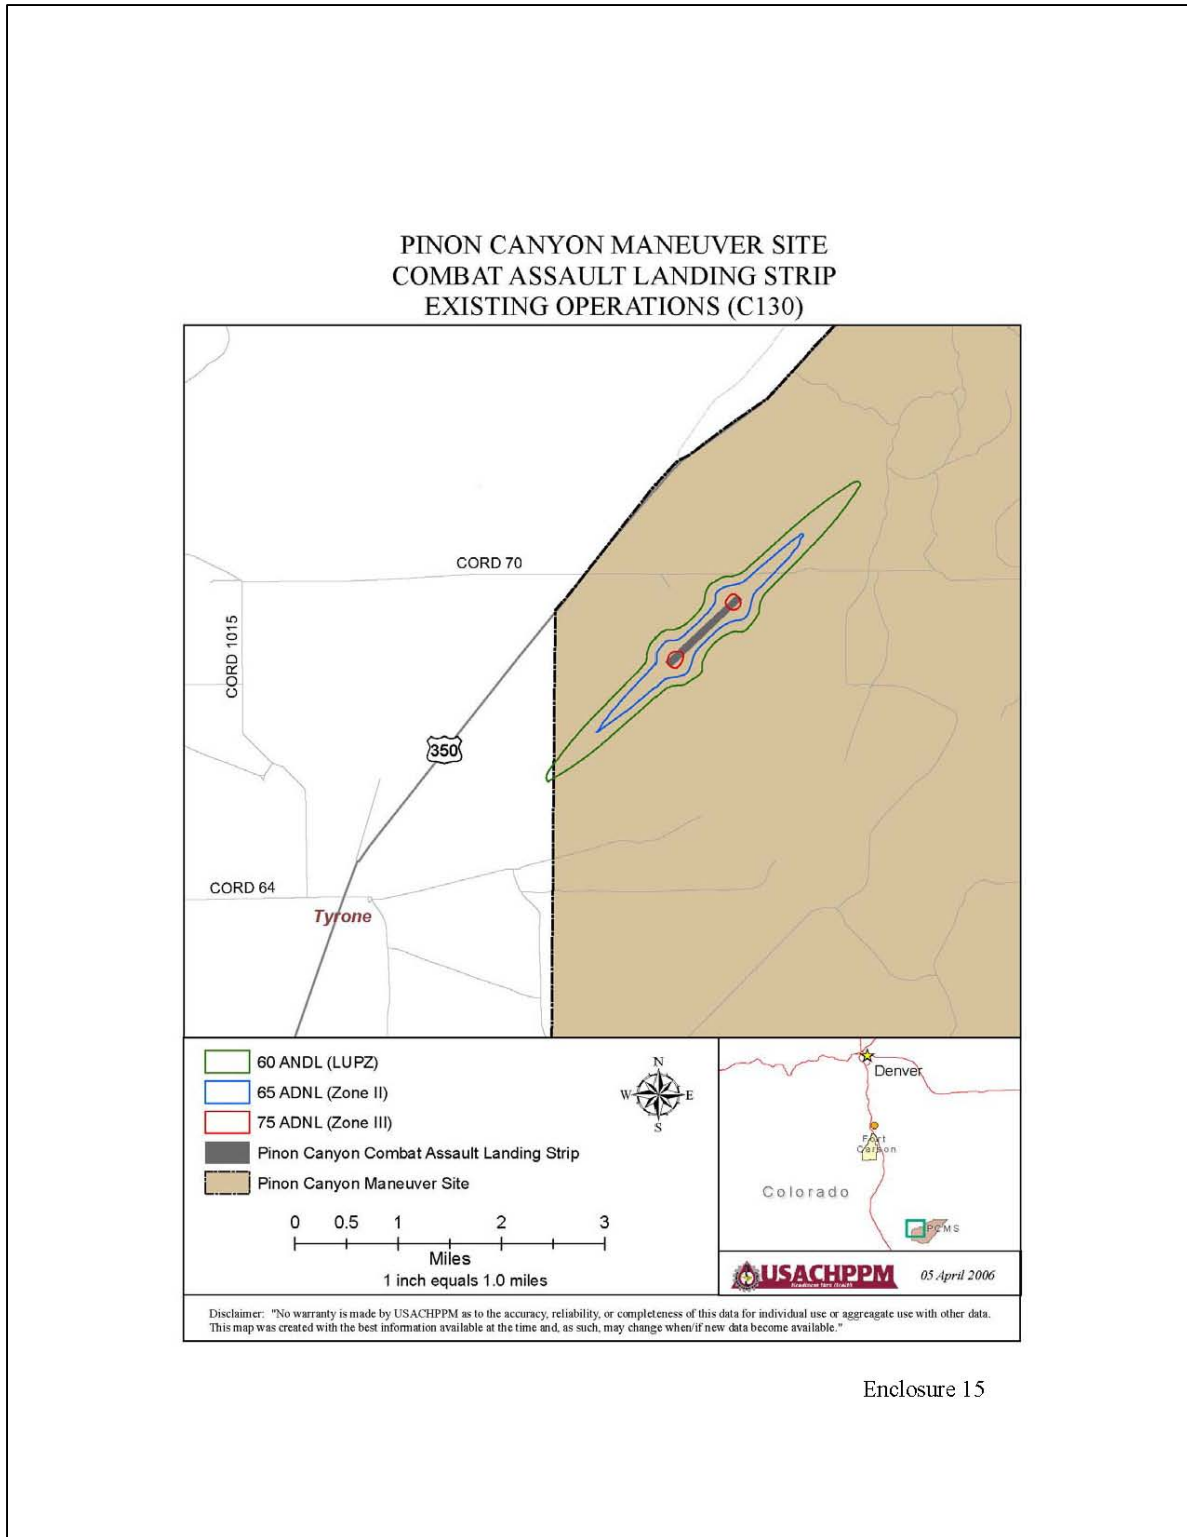 PINON CANYON MANEUVER SITE
COMBAT ASSAULT LANDING STRIP
EXISTING OPERATIONS (C130)
CORD 70
CORD 1015
350
CORD 64
Tyrone
60 ANDL (LUPZ)
65 ADNL (Zone II)
75 ADNL (Zone III)
Pinon Canyon Combat Assault Landing Strip
Pinon Canyon Maneuver Site
N
W E
S
0 0.5 1 2 3
Miles
1 inch equals 1.0 miles
Denver
Fort
Carson
Colorado
PCMS
USACHPPM
Readiness thru Health
05 April 2006
Disclaimer: "No warranty is made by USACHPPM as to the accuracy, reliability, or completeness of this data for individual use or aggreagate use with other data.
This map was created with the best information available at the time and, as such, may change when/if new data become available."
Enclosure 15